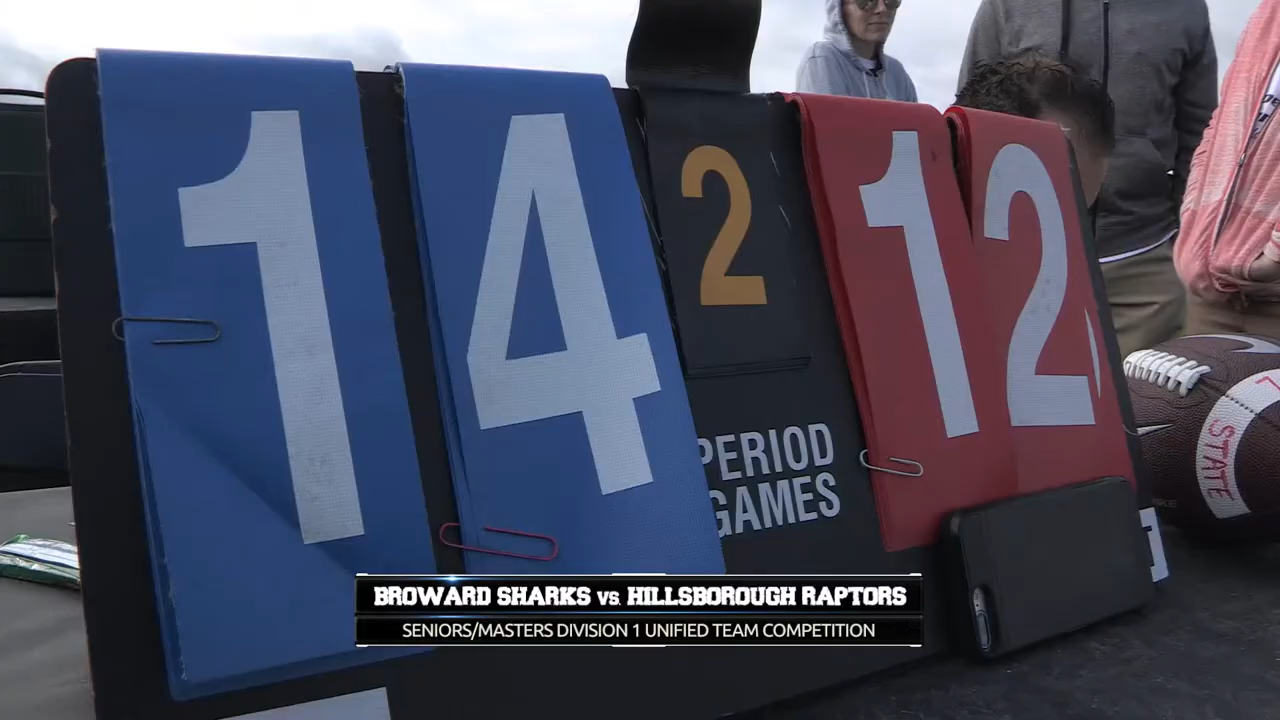 14 2 12
PERIOD
GAMES
STATE
BROWARD SHARKS VS. HILLSBOROUGH RAPTORS
SENIORS/MASTERS DIVISION 1 UNIFIED TEAM COMPETITION